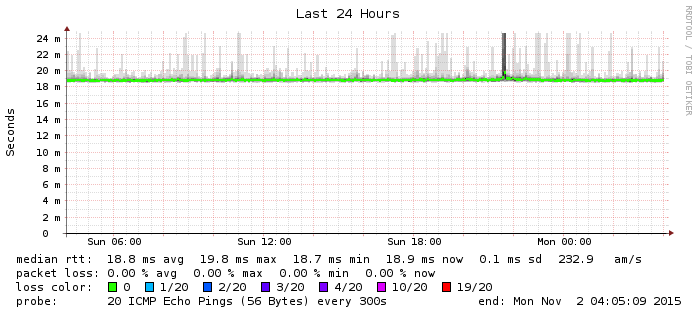 Last 24 Hours
RRDTOOL / TOBI OETIKER
Seconds
24 m
22 m
20 m
18 m
16 m
14 m
12 m
10 m
8 m
6 m
4 m
2 m
0
Sun 06:00 Sun 12:00 Sun 18:00 Mon 00:00
median rtt: 18.8 ms avg 19.8 ms max 18.7 ms min 18.9 ms now 0.1 ms sd 232.9 am/s
packet loss: 0.00 % avg 0.00 % max 0.00 % min 0.00 % now
loss color: 0 1/20 2/20 3/20 4/20 10/20 19/20
probe: 20 ICMP Echo Pings (56 Bytes) every 300s end: Mon Nov 2 04:05:09 2015